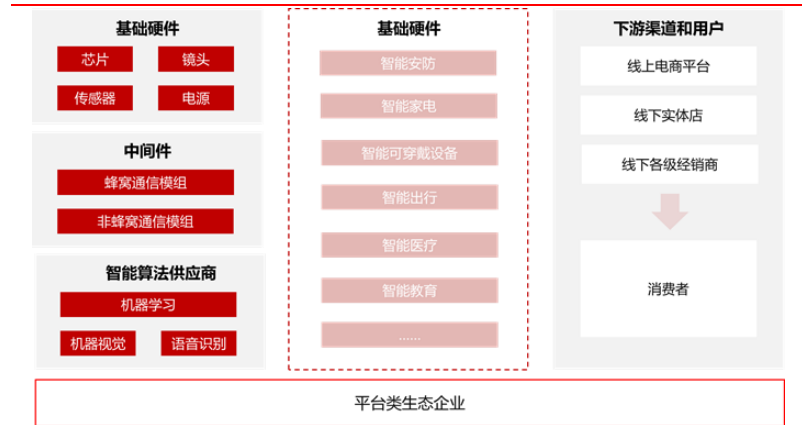 基础硬件
芯片
镜头
传感器
电源
中间件
蜂窝通信模组
非蜂窝通信模组
智能算法供应商
机器学习
机器视觉
语音识别
基础硬件
智能安防
智能家电
智能可穿戴设备
智能出行
智能医疗
智能教育
......
下游渠道和用户
线上电商平台
线下实体店
线下各级经销商
消费者
平台类生态企业